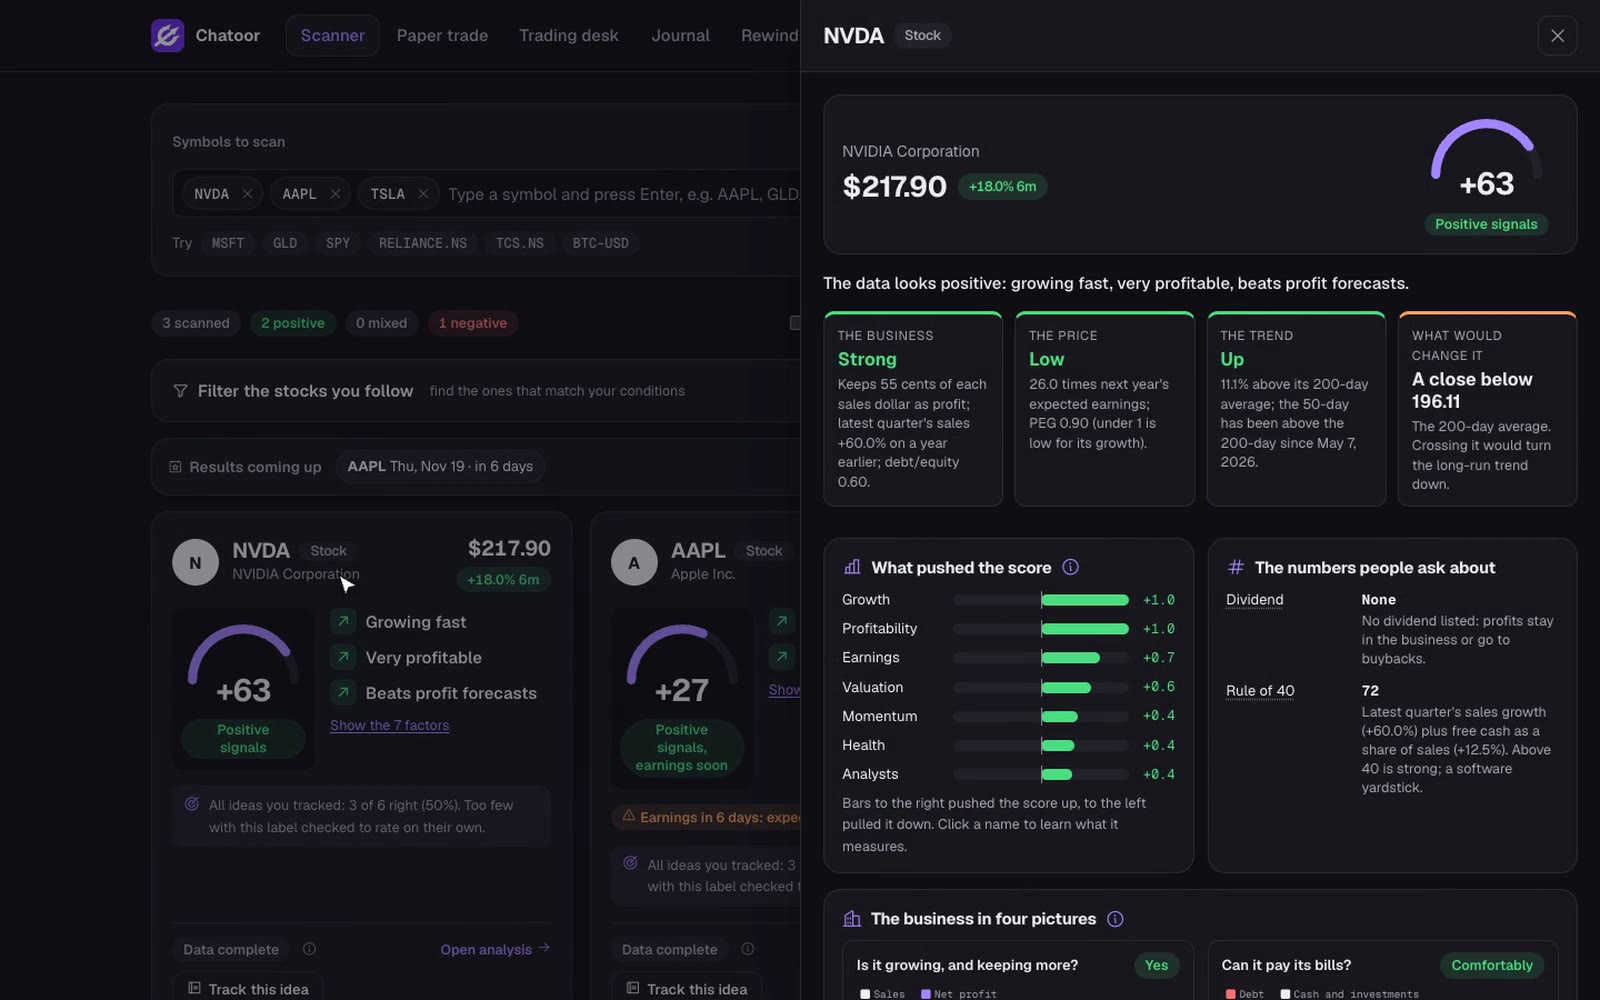 Chatoor
Scanner
Paper trade
Trading desk
Journal
Rewind
Symbols to scan
NVDA
AAPL
TSLA
Type a symbol and press Enter, e.g. AAPL, GLD,
Try
MSFT
GLD
SPY
RELIANCE.NS
TCS.NS
BTC-USD
3 scanned
2 positive
0 mixed
1 negative
Filter the stocks you follow find the ones that match your conditions
Results coming up
AAPL Thu, Nov 19 · in 6 days
N
NVDA
Stock
NVIDIA Corporation
$217.90
+18.0% 6m
+63
Positive
signals
Growing fast
Very profitable
Beats profit forecasts
Show the 7 factors
All ideas you tracked: 3 of 6 right (50%). Too few
with this label checked to rate on their own.
Data complete
Open analysis
Track this idea
A
AAPL
Stock
Apple Inc.
+27
Positive
signals,
earnings soon
Show
Earnings in 6 days: expe
All ideas you tracked: 3
with this label checked t
Data complete
Track this idea
NVDA
Stock
NVIDIA Corporation
$217.90
+18.0% 6m
+63
Positive signals
The data looks positive: growing fast, very profitable, beats profit forecasts.
THE BUSINESS
Strong
Keeps 55 cents of each
sales dollar as profit;
latest quarter's sales
+60.0% on a year
earlier; debt/equity
0.60.
THE PRICE
Low
26.0 times next year's
expected earnings;
PEG 0.90 (under 1 is
low for its growth).
THE TREND
Up
11.1% above its 200-day
average; the 50-day
has been above the
200-day since May 7,
2026.
WHAT WOULD
CHANGE IT
A close below
196.11
The 200-day average.
Crossing it would turn
the long-run trend
down.
What pushed the score
Growth +1.0
Profitability +1.0
Earnings +0.7
Valuation +0.6
Momentum +0.4
Health +0.4
Analysts +0.4
Bars to the right pushed the score up, to the left
pulled it down. Click a name to learn what it
measures.
The numbers people ask about
Dividend
None
No dividend listed: profits stay
in the business or go to
buybacks.
Rule of 40
72
Latest quarter's sales growth
(+60.0%) plus free cash as a
share of sales (+12.5%). Above
40 is strong; a software
yardstick.
The business in four pictures
Is it growing, and keeping more?
Yes
Sales
Net profit
Can it pay its bills?
Comfortably
Debt
Cash and investments